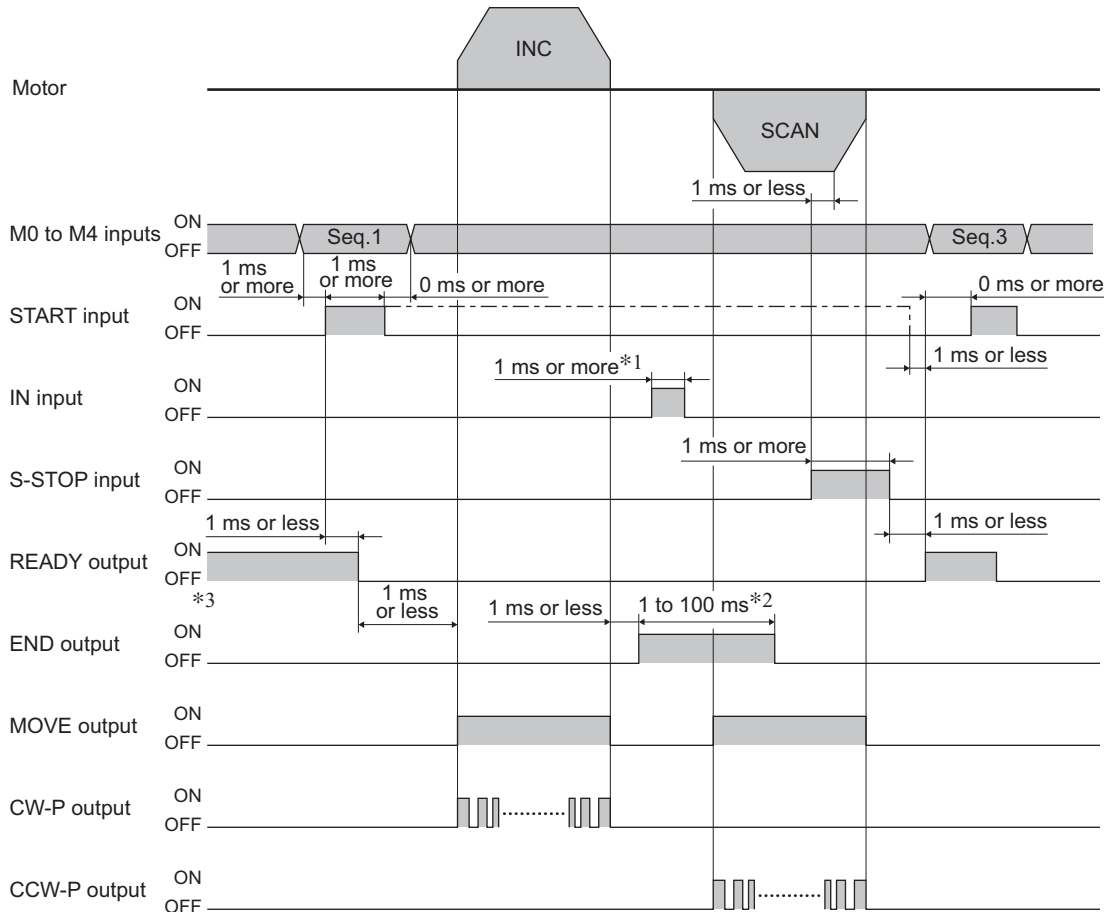 INC
Motor
SCAN
1 ms or less
M0 to M4 inputs
ON
OFF
Seq.1
Seq.3
1 ms
or more
1 ms
or more
0 ms or more
0 ms or more
START input
ON
OFF
1 ms or less
1 ms or more*1
IN input
ON
OFF
1 ms or more
S-STOP input
ON
OFF
1 ms or less
1 ms or less
READY output
ON
OFF
*3
1 ms
or less
1 ms or less
1 to 100 ms*2
END output
ON
OFF
MOVE output
ON
OFF
CW-P output
ON
OFF
CCW-P output
ON
OFF